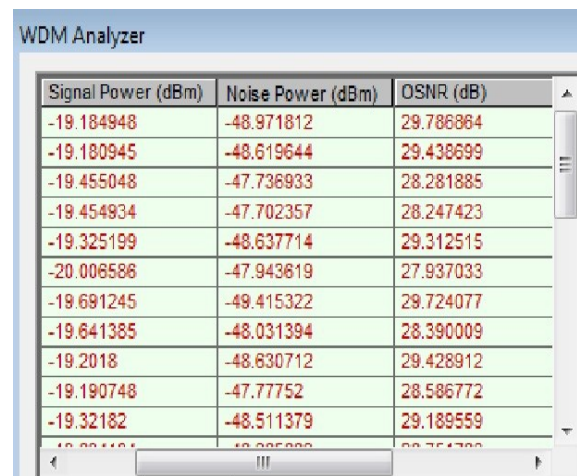 WDM Analyzer
Signal Power (dBm) Noise Power (dBm) OSNR (dB)
-19.184948 -48.971812 29.786864
-19.180945 -48.619644 29.438699
-19.455048 -47.736933 28.281885
-19.454934 -47.702357 28.247423
-19.325199 -48.637714 29.312515
-20.006586 -47.943619 27.937033
-19.691245 -49.415322 29.724077
-19.641385 -48.031394 28.390009
-19.2018 -48.630712 29.428912
-19.190748 -47.77752 28.586772
-19.32182 -48.511379 29.189559